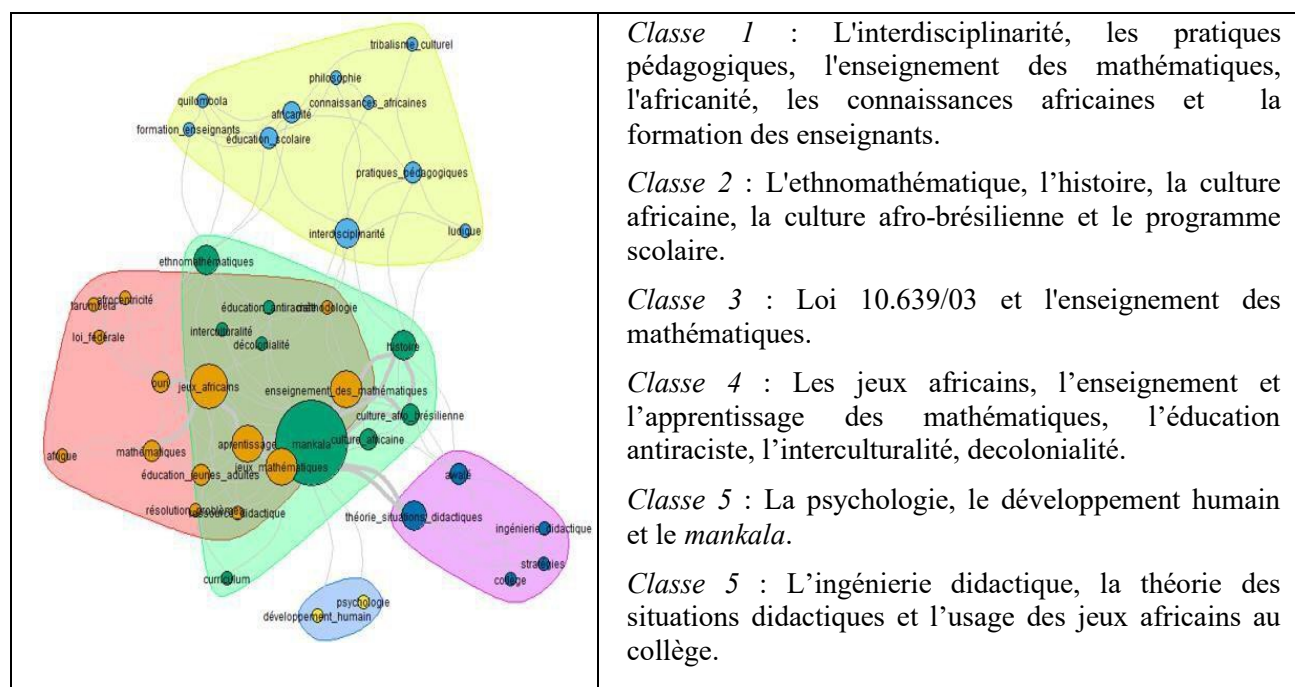 tribalisme_culturel
philosophie
quilombola
connaissances_africaines
africanité
formation_enseignants
éducation_scolaire
pratiques_pédagogiques
interdisciplinarité
ludique
ethnomathématiques
afrocentricité
tarumbeta
éducation_antiraciste
méthodologie
loi_fédérale
interculturalité
décolonialité
histoire
ouri
jeux_africains
enseignement_des_mathématiques
culture_afro_brésilienne
aprentissage
mankala
culture_africaine
mathématiques
afrique
jeux_mathématiques
éducation_jeunes_adultes
awalé
résolution_problèmes
ressource_didactique
théorie_situations_didactiques
ingénierie_didactique
stratégies
collège
curriculum
psychologie
développement_humain
Classe 1 : L'interdisciplinarité, les pratiques
pédagogiques, l'enseignement des mathématiques,
l'africanité, les connaissances africaines et la
formation des enseignants.
Classe 2 : L'ethnomathématique, l’histoire, la culture
africaine, la culture afro-brésilienne et le programme
scolaire.
Classe 3 : Loi 10.639/03 et l'enseignement des
mathématiques.
Classe 4 : Les jeux africains, l’enseignement et
l’apprentissage des mathématiques, l’éducation
antiraciste, l’interculturalité, decolonialité.
Classe 5 : La psychologie, le développement humain
et le mankala.
Classe 5 : L’ingénierie didactique, la théorie des
situations didactiques et l’usage des jeux africains au
collège.